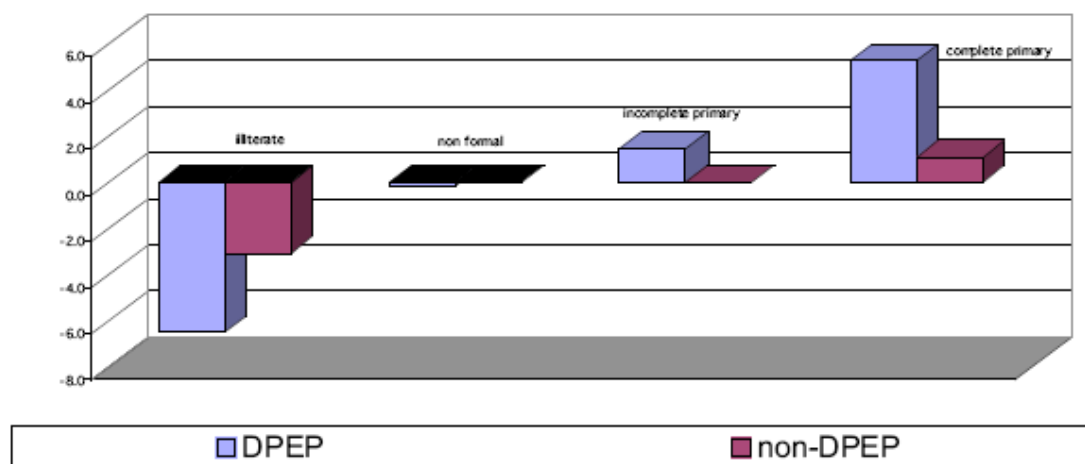 6.0
complete primary
4.0
incomplete primary
2.0
illiterate
non formal
0.0
-2.0
-4.0
-6.0
-8.0
DPEP
non-DPEP